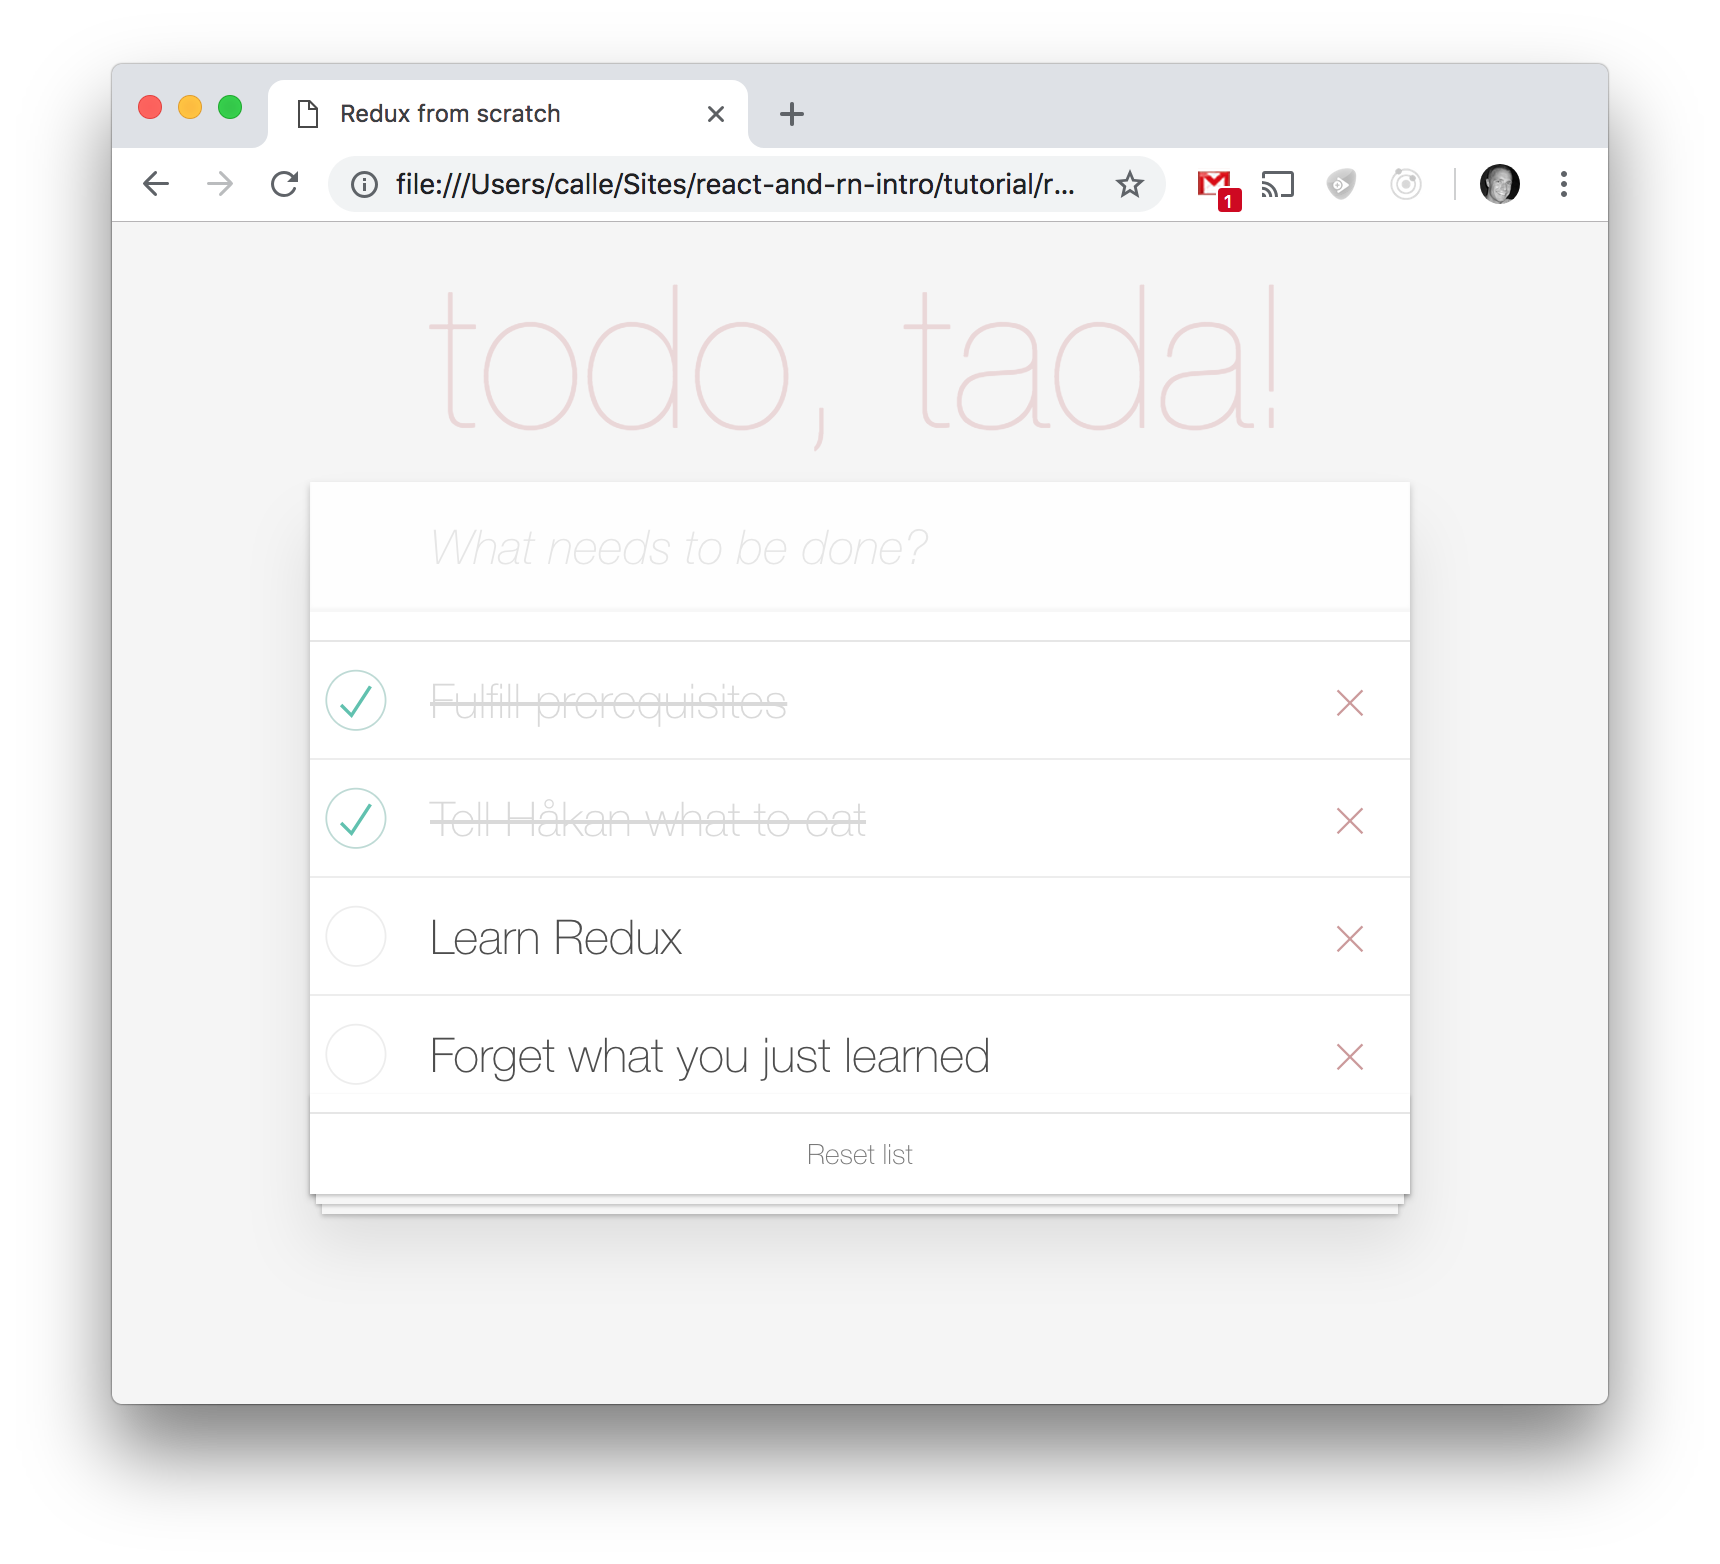 Redux from scratch
file:///Users/calle/Sites/react-and-rn-intro/tutorial/r...
1
todo, tada!
What needs to be done?
Fulfill prerequisites
Tell Håkan what to eat
Learn Redux
Forget what you just learned
Reset list